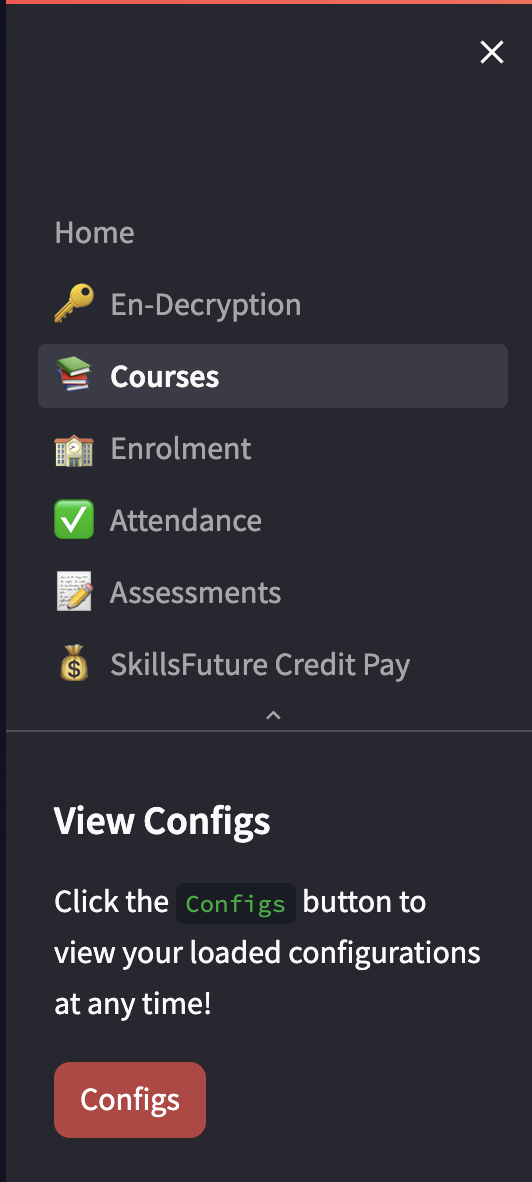 Home
En-Decryption
Courses
Enrolment
Attendance
Assessments
SkillsFuture Credit Pay
View Configs
Click the Configs button to
view your loaded configurations
at any time!
Configs